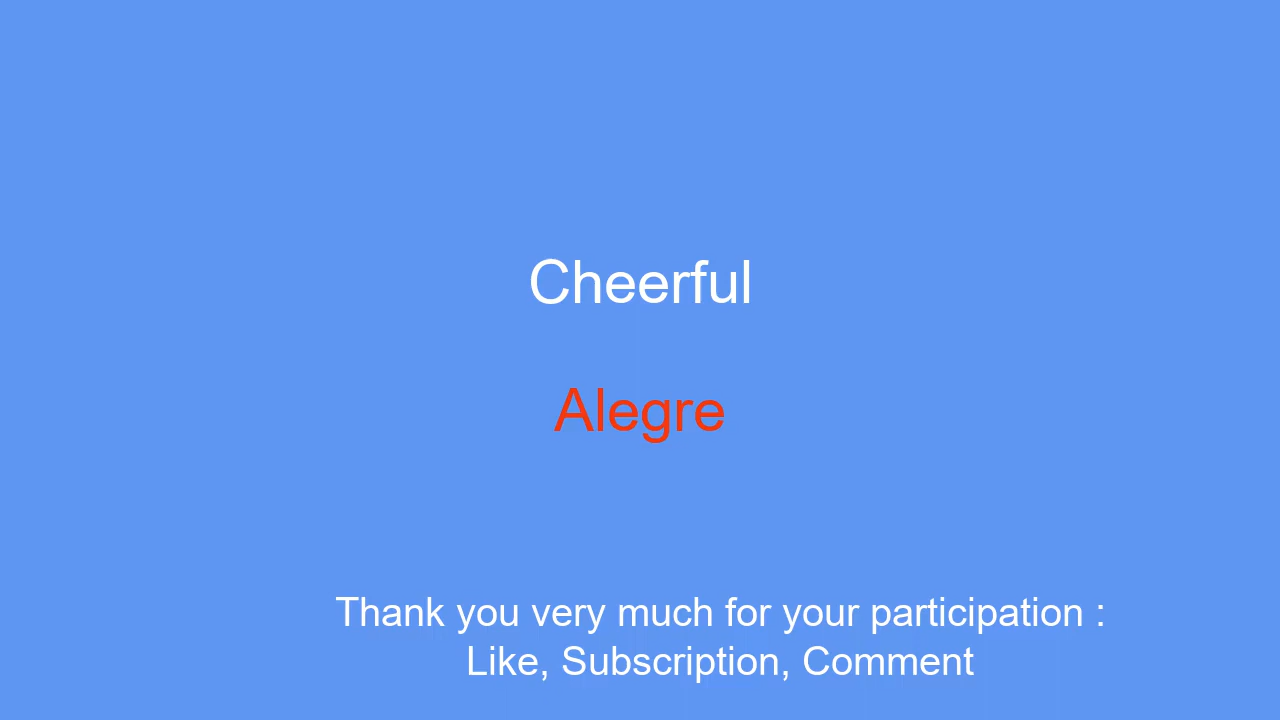 Cheerful
Alegre
Thank you very much for your participation :
Like, Subscription, Comment